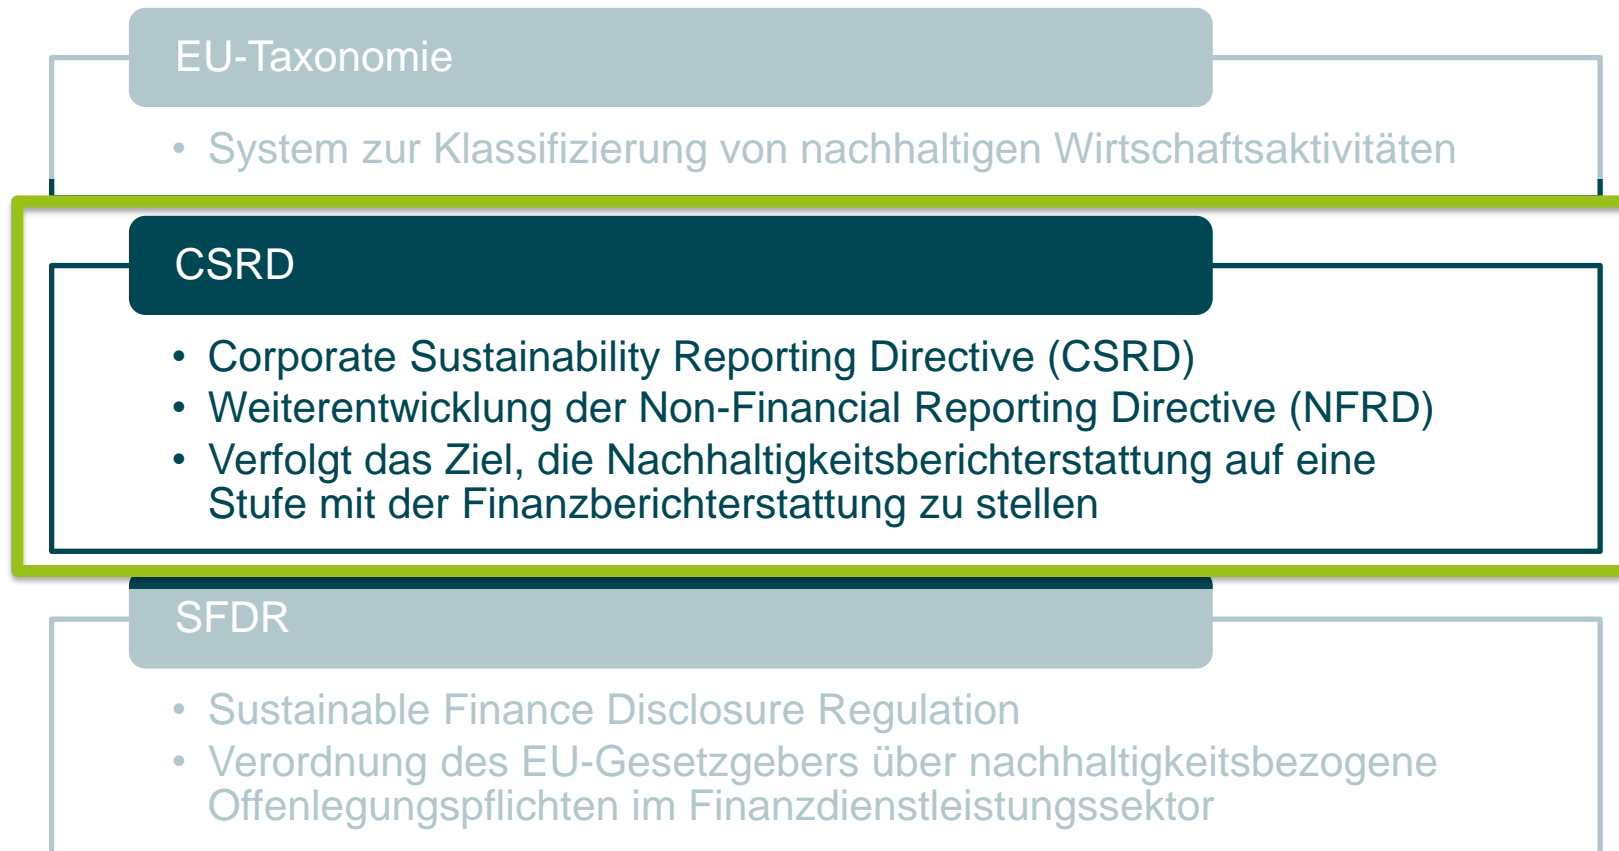 EU-Taxonomie
• System zur Klassifizierung von nachhaltigen Wirtschaftsaktivitäten
CSRD
• Corporate Sustainability Reporting Directive (CSRD)
• Weiterentwicklung der Non-Financial Reporting Directive (NFRD)
• Verfolgt das Ziel, die Nachhaltigkeitsberichterstattung auf eine
Stufe mit der Finanzberichterstattung zu stellen
SFDR
• Sustainable Finance Disclosure Regulation
• Verordnung des EU-Gesetzgebers über nachhaltigkeitsbezogene
Offenlegungspflichten im Finanzdienstleistungssektor